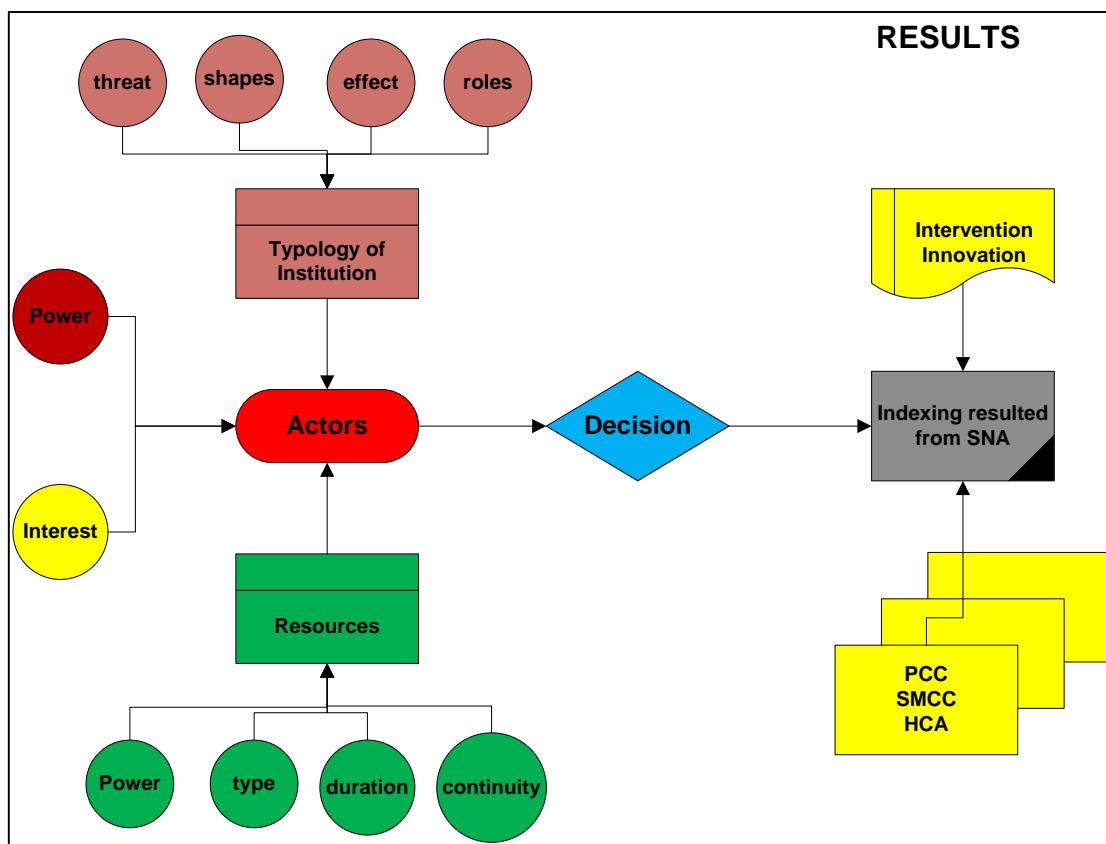 RESULTS
threat
shapes
effect
roles
Typology of
Institution
Intervention
Innovation
Power
Actors
Decision
Indexing resulted
from SNA
Interest
Resources
PCC
SMCC
HCA
Power
type
duration
continuity